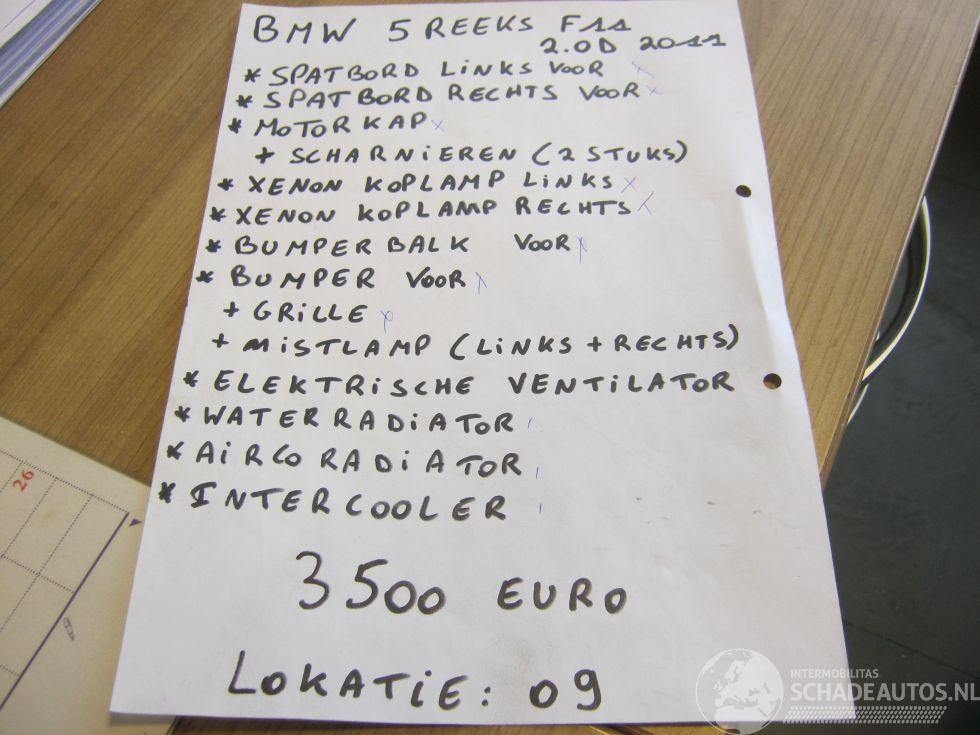 BMW 5 REEKS F11
2.0D 2011
* SPATBORD LINKS VOOR x
* SPATBORD RECHTS VOOR x
* MOTORKAP x
+ SCHARNiEREN (2 STUKS)
* XENON KOPLAMP LINKS x
* XENON KOPLAMP RECHTS x
* BUMPERBALK VOOR x
* BUMPER VOOR x
+ GRiLLE x
+ MiSTLAMP (LiNKS + RECHTS)
* ELEKTRiSCHE VENTiLATOR
* WATERRADiATOR
* AiRCO RADiATOR
* INTERCOOLER
3500 EURO
LOKATiE: 09
26
INTERMOBILITAS
SCHADEAUTOS.NL